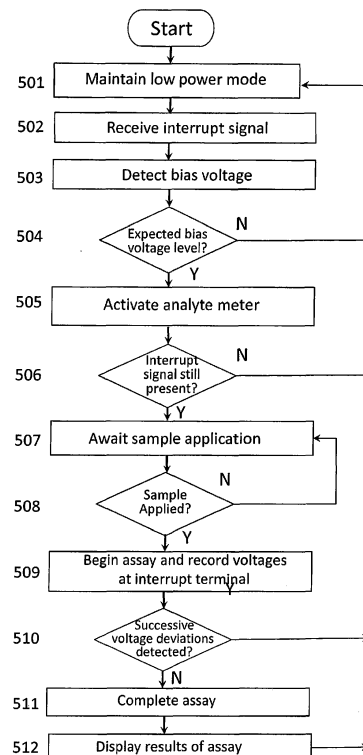 Start
501 Maintain low power mode
502 Receive interrupt signal
503 Detect bias voltage
504 Expected bias
voltage level?
N
Y
505 Activate analyte meter
506 Interrupt
signal still
present?
N
Y
507 Await sample application
508 Sample
Applied?
N
Y
509 Begin assay and record voltages
at interrupt terminal
Y
510 Successive
voltage deviations
detected?
N
511 Complete assay
512 Display results of assay